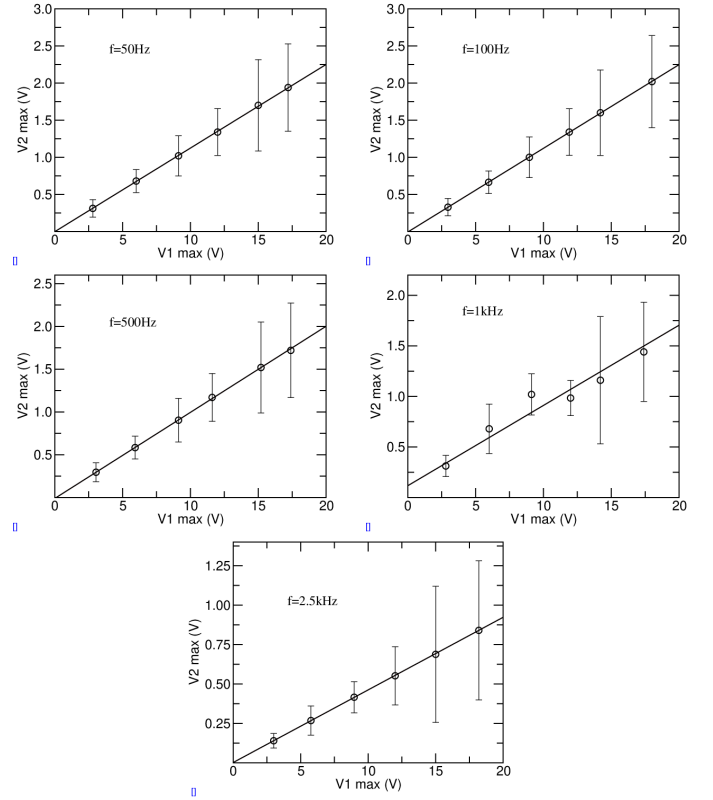 3.0
2.5
2.0
1.5
1.0
0.5
V2 max (V)
f=50Hz
0 5 10 15 20
V1 max (V)
[]
3.0
2.5
2.0
1.5
1.0
0.5
V2 max (V)
f=100Hz
0 5 10 15 20
V1 max (V)
[]
2.5
2.0
1.5
1.0
0.5
V2 max (V)
f=500Hz
0 5 10 15 20
V1 max (V)
[]
2.0
1.5
1.0
0.5
V2 max (V)
f=1kHz
0 5 10 15 20
V1 max (V)
[]
1.25
1.00
0.75
0.50
0.25
V2 max (V)
f=2.5kHz
0 5 10 15 20
V1 max (V)
[]